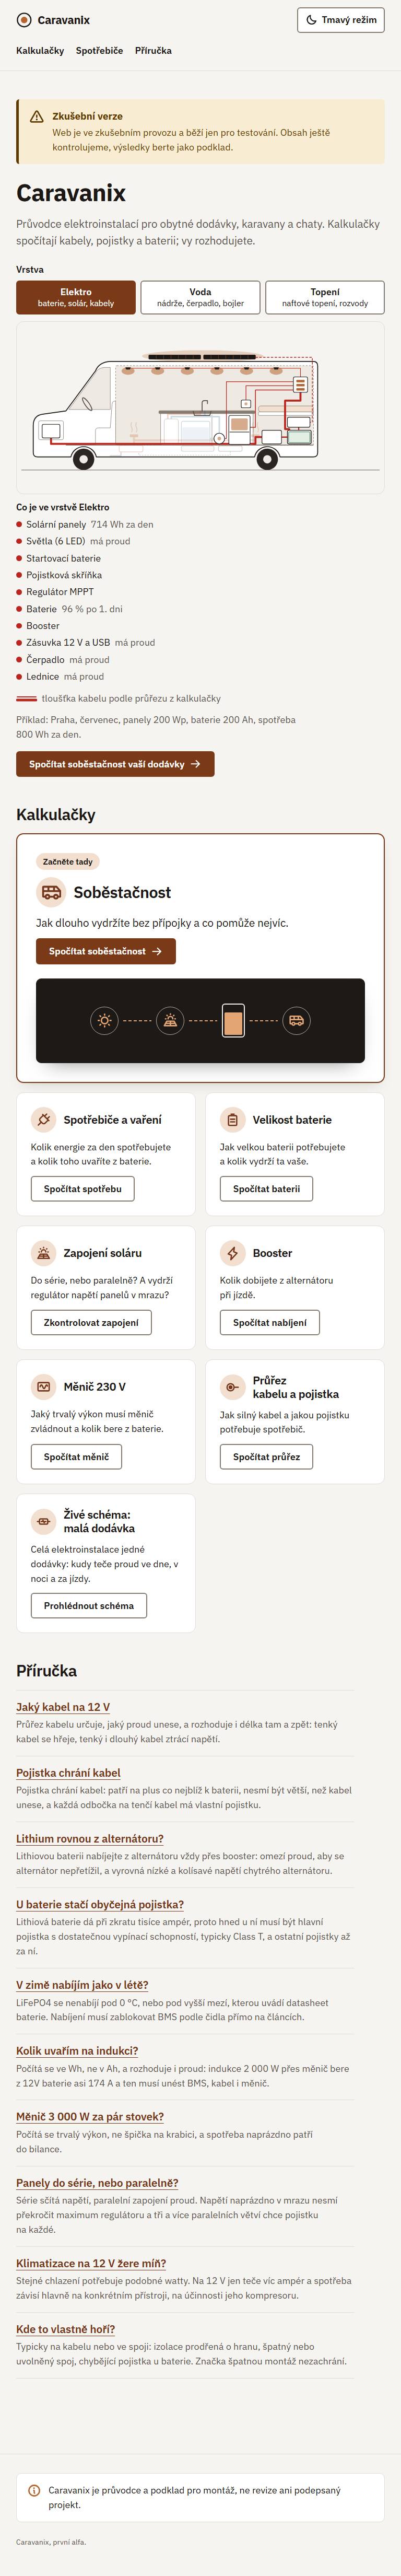 Caravanix
Tmavý režim
Kalkulačky Spotřebiče Příručka
Zkušební verze
Web je ve zkušebním provozu a běží jen pro testování. Obsah ještě
kontrolujeme, výsledky berte jako podklad.
Caravanix
Průvodce elektroinstalací pro obytné dodávky, karavany a chaty. Kalkulačky
spočítají kabely, pojistky a baterii; vy rozhodujete.
Vrstva
Elektro
baterie, solár, kabely
Voda
nádrže, čerpadlo, bojler
Topení
naftové topení, rozvody
Co je ve vrstvě Elektro
Solární panely 714 Wh za den
Světla (6 LED) má proud
Startovací baterie
Pojistková skříňka
Regulátor MPPT
Baterie 96 % po 1. dni
Booster
Zásuvka 12 V a USB má proud
Čerpadlo má proud
Lednice má proud
tloušťka kabelu podle průřezu z kalkulačky
Příklad: Praha, červenec, panely 200 Wp, baterie 200 Ah, spotřeba
800 Wh za den.
Spočítat soběstačnost vaší dodávky
Kalkulačky
Začněte tady
Soběstačnost
Jak dlouho vydržíte bez přípojky a co pomůže nejvíc.
Spočítat soběstačnost
Spotřebiče a vaření
Kolik energie za den spotřebujete
a kolik toho uvaříte z baterie.
Spočítat spotřebu
Velikost baterie
Jak velkou baterii potřebujete
a kolik vydrží ta vaše.
Spočítat baterii
Zapojení soláru
Do série, nebo paralelně? A vydrží
regulátor napětí panelů v mrazu?
Zkontrolovat zapojení
Booster
Kolik dobijete z alternátoru
při jízdě.
Spočítat nabíjení
Měnič 230 V
Jaký trvalý výkon musí měnič
zvládnout a kolik bere z baterie.
Spočítat měnič
Průřez
kabelu a pojistka
Jak silný kabel a jakou pojistku
potřebuje spotřebič.
Spočítat průřez
Živé schéma:
malá dodávka
Celá elektroinstalace jedné
dodávky: kudy teče proud ve dne, v
noci a za jízdy.
Prohlédnout schéma
Příručka
Jaký kabel na 12 V
Průřez kabelu určuje, jaký proud unese, a rozhoduje i délka tam a zpět: tenký
kabel se hřeje, tenký i dlouhý kabel ztrácí napětí.
Pojistka chrání kabel
Pojistka chrání kabel: patří na plus co nejblíž k baterii, nesmí být větší, než kabel
unese, a každá odbočka na tenčí kabel má vlastní pojistku.
Lithium rovnou z alternátoru?
Lithiovou baterii nabíjejte z alternátoru vždy přes booster: omezí proud, aby se
alternátor nepřetížil, a vyrovná nízké a kolísavé napětí chytrého alternátoru.
U baterie stačí obyčejná pojistka?
Lithiová baterie dá při zkratu tisíce ampér, proto hned u ní musí být hlavní
pojistka s dostatečnou vypínací schopností, typicky Class T, a ostatní pojistky až
za ní.
V zimě nabíjím jako v létě?
LiFePO4 se nenabíjí pod 0 °C, nebo pod vyšší mezí, kterou uvádí datasheet
baterie. Nabíjení musí zablokovat BMS podle čidla přímo na článcích.
Kolik uvařím na indukci?
Počítá se ve Wh, ne v Ah, a rozhoduje i proud: indukce 2 000 W přes měnič bere
z 12V baterie asi 174 A a ten musí unést BMS, kabel i měnič.
Měnič 3 000 W za pár stovek?
Počítá se trvalý výkon, ne špička na krabici, a spotřeba naprázdno patří
do bilance.
Panely do série, nebo paralelně?
Série sčítá napětí, paralelní zapojení proud. Napětí naprázdno v mrazu nesmí
překročit maximum regulátoru a tři a více paralelních větví chce pojistku
na každé.
Klimatizace na 12 V žere míň?
Stejné chlazení potřebuje podobné watty. Na 12 V jen teče víc ampér a spotřeba
závisí hlavně na konkrétním přístroji, na účinnosti jeho kompresoru.
Kde to vlastně hoří?
Typicky na kabelu nebo ve spoji: izolace prodřená o hranu, špatný nebo
uvolněný spoj, chybějící pojistka u baterie. Značka špatnou montáž nezachrání.
Caravanix je průvodce a podklad pro montáž, ne revize ani podepsaný
projekt.
Caravanix, první alfa.